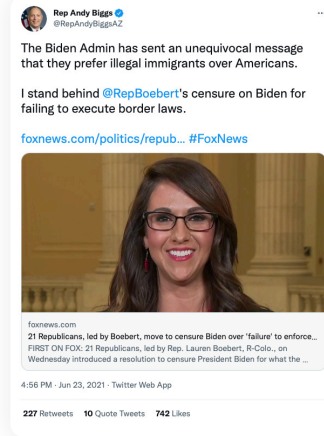 Rep Andy Biggs
@RepAndyBiggsAZ
The Biden Admin has sent an unequivocal message
that they prefer illegal immigrants over Americans.
I stand behind @RepBoebert's censure on Biden for
failing to execute border laws.
foxnews.com/politics/repub... #FoxNews
foxnews.com
21 Republicans, led by Boebert, move to censure Biden over 'failure' to enforce...
FIRST ON FOX: 21 Republicans, led by Rep. Lauren Boebert, R-Colo., on
Wednesday introduced a resolution to censure President Biden for what the ...
4:56 PM · Jun 23, 2021 · Twitter Web App
227 Retweets 10 Quote Tweets 742 Likes